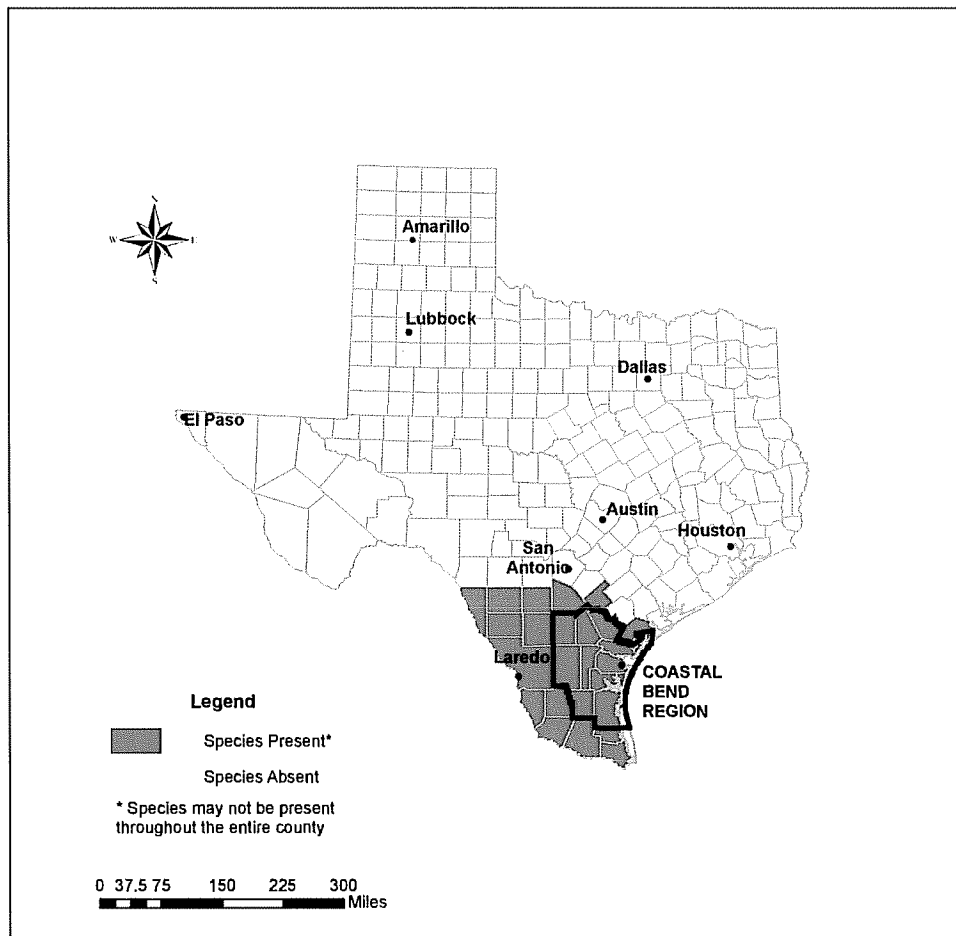 N
W E
S
Amarillo
Lubbock
Dallas
El Paso
Austin
Houston
San
Antonio
Laredo
COASTAL
BEND
REGION
Legend
Species Present*
Species Absent
* Species may not be present
throughout the entire county
0 37.5 75 150 225 300
Miles